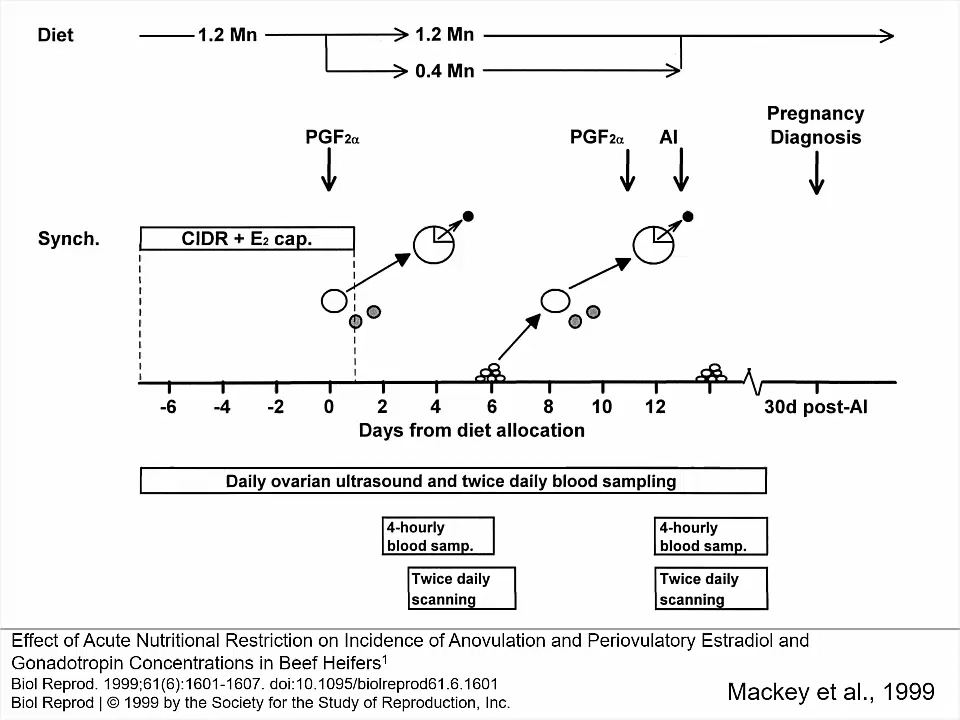 Diet
1.2 Mn
1.2 Mn
0.4 Mn
PGF2α
PGF2α
AI
Pregnancy
Diagnosis
Synch.
CIDR + E2 cap.
-6 -4 -2 0 2 4 6 8 10 12 30d post-AI
Days from diet allocation
Daily ovarian ultrasound and twice daily blood sampling
4-hourly
blood samp.
4-hourly
blood samp.
Twice daily
scanning
Twice daily
scanning
Effect of Acute Nutritional Restriction on Incidence of Anovulation and Periovulatory Estradiol and
Gonadotropin Concentrations in Beef Heifers1
Biol Reprod. 1999;61(6):1601-1607. doi:10.1095/biolreprod61.6.1601
Biol Reprod | © 1999 by the Society for the Study of Reproduction, Inc.
Mackey et al., 1999